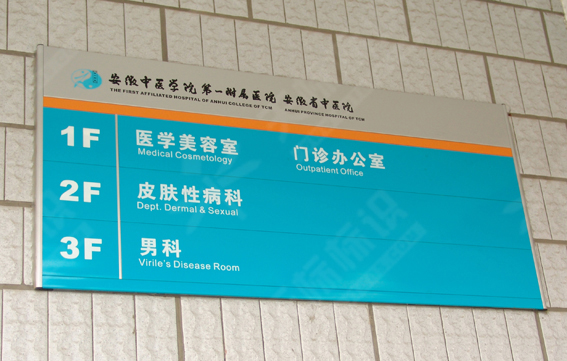 安徽中医学院 第一附属医院 安徽省中医院
THE FIRST AFFILIATED HOSPITAL OF ANHUI COLLEGE OF TCM ANHUI PROVINCE HOSPITAL OF TCM
1F 医学美容室 门诊办公室
Medical Cosmetology Outpatient Office
2F 皮肤性病科
Dept. Dermal & Sexual
3F 男科
Virile's Disease Room